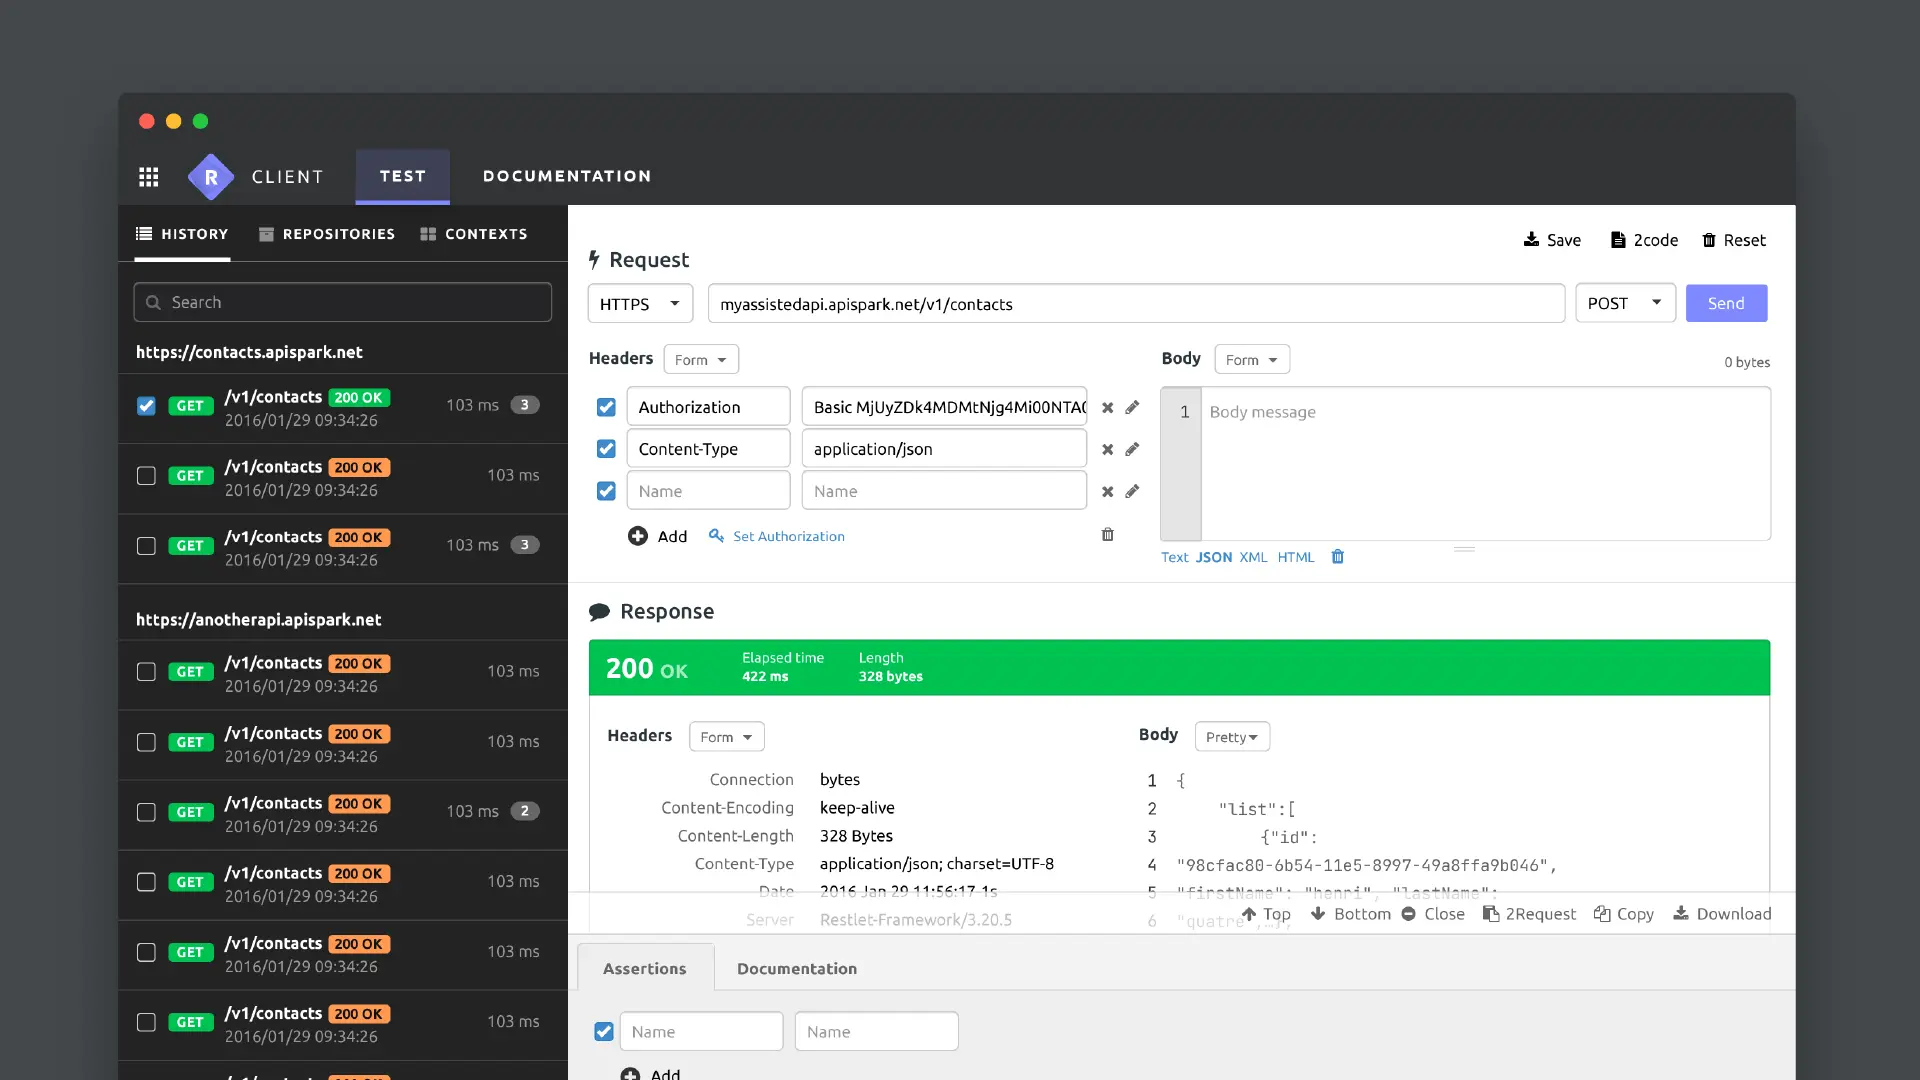 R CLIENT TEST DOCUMENTATION
HISTORY REPOSITORIES CONTEXTS
Search
https://contacts.apispark.net
GET /v1/contacts 200 OK 103 ms 3
2016/01/29 09:34:26
GET /v1/contacts 200 OK 103 ms
2016/01/29 09:34:26
GET /v1/contacts 200 OK 103 ms 3
2016/01/29 09:34:26
https://anotherapi.apispark.net
GET /v1/contacts 200 OK 103 ms
2016/01/29 09:34:26
GET /v1/contacts 200 OK 103 ms
2016/01/29 09:34:26
GET /v1/contacts 200 OK 103 ms 2
2016/01/29 09:34:26
GET /v1/contacts 200 OK 103 ms
2016/01/29 09:34:26
GET /v1/contacts 200 OK 103 ms
2016/01/29 09:34:26
GET /v1/contacts 200 OK 103 ms
2016/01/29 09:34:26
Save 2code Reset
Request
HTTPS myassistedapi.apispark.net/v1/contacts POST Send
Headers Form
Authorization Basic MjUyZDk4MDMtNjg4Mi00NTA
Content-Type application/json
Name Name
Add Set Authorization
Body Form 0 bytes
1 Body message
Text JSON XML HTML
Response
200 OK
Elapsed time
422 ms
Length
328 bytes
Headers Form
Connection bytes
Content-Encoding keep-alive
Content-Length 328 Bytes
Content-Type application/json; charset=UTF-8
Date 2016 Jan 29 11:56:17 1s
Server Restlet-Framework/3.20.5
Body Pretty
1 {
2 "list":[
3 {"id":
4 "98cfac80-6b54-11e5-8997-49a8ffa9b046",
5 "firstName": "henri", "lastName":
6 "quatre",…},
Top Bottom Close 2Request Copy Download
Assertions Documentation
Name Name
Add